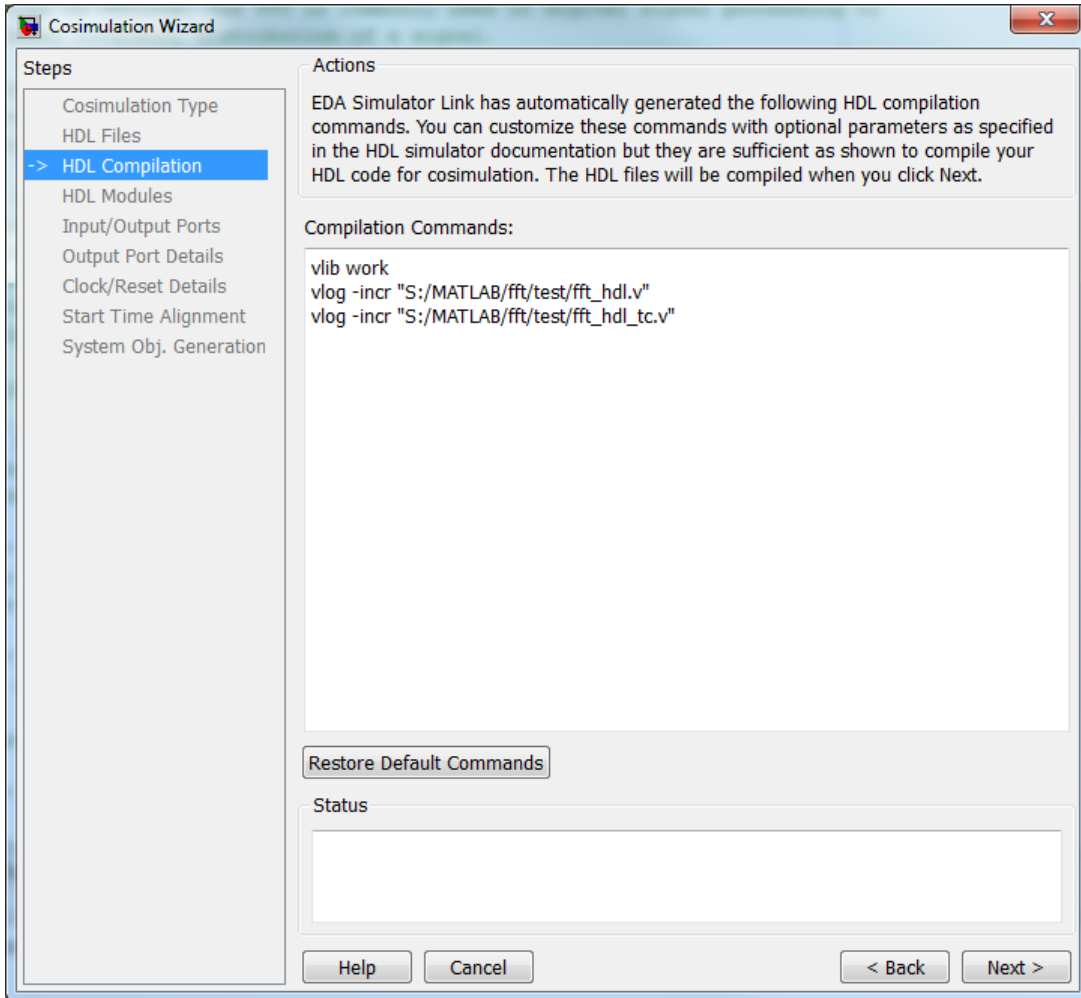 Cosimulation Wizard
Steps
Cosimulation Type
HDL Files
-> HDL Compilation
HDL Modules
Input/Output Ports
Output Port Details
Clock/Reset Details
Start Time Alignment
System Obj. Generation
Actions
EDA Simulator Link has automatically generated the following HDL compilation
commands. You can customize these commands with optional parameters as specified
in the HDL simulator documentation but they are sufficient as shown to compile your
HDL code for cosimulation. The HDL files will be compiled when you click Next.
Compilation Commands:
vlib work
vlog -incr "S:/MATLAB/fft/test/fft_hdl.v"
vlog -incr "S:/MATLAB/fft/test/fft_hdl_tc.v"
Restore Default Commands
Status
Help Cancel < Back Next >